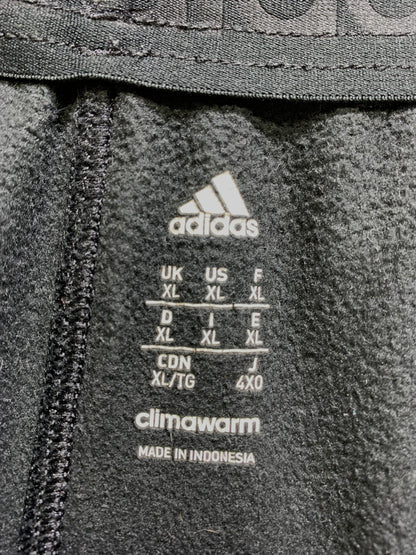 adidas
UK US F
XL XL XL
D I E
XL XL XL
CDN J
XL/TG 4XO
climawarm
MADE IN INDONESIA